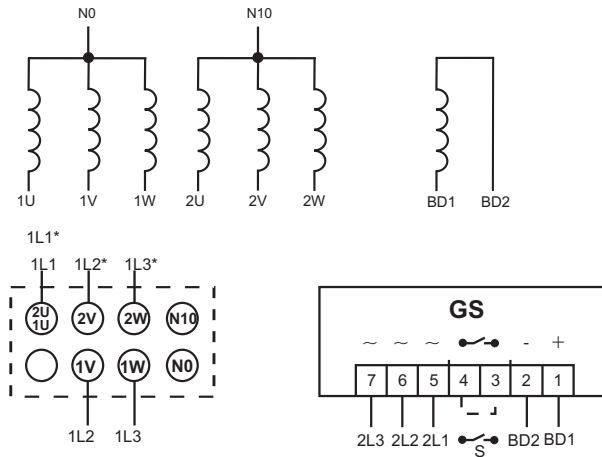 N0 N10
1U 1V 1W 2U 2V 2W BD1 BD2
1L1*
1L1 1L2* 1L3*
2U
1U 2V 2W N10
1V 1W N0
1L2 1L3
GS
~ ~ ~ - +
7 6 5 4 3 2 1
2L3 2L2 2L1 S BD2 BD1